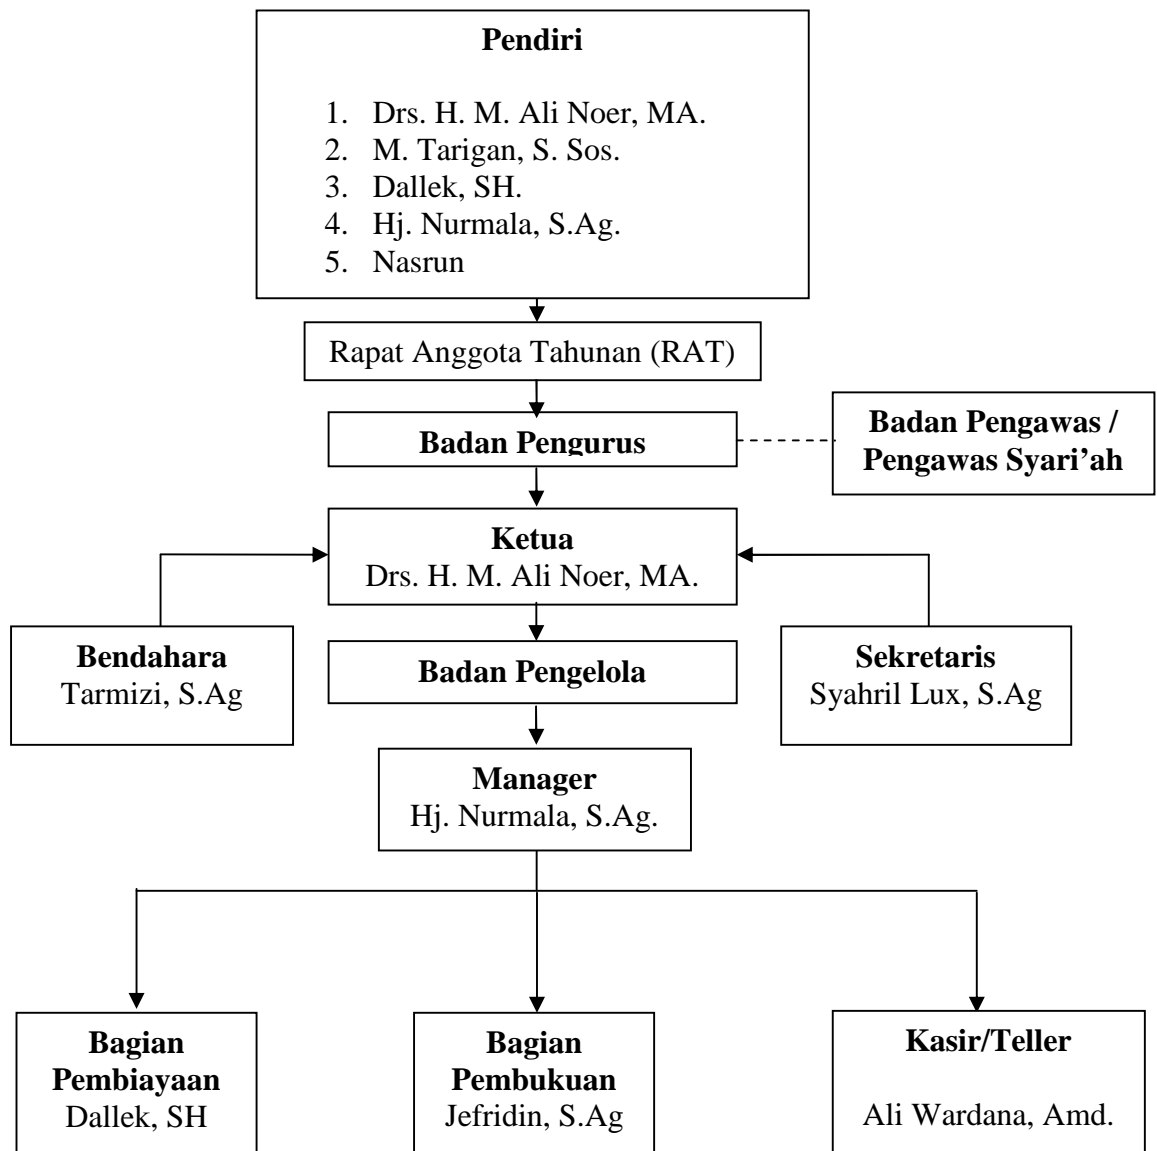 Pendiri
1. Drs. H. M. Ali Noer, MA.
2. M. Tarigan, S. Sos.
3. Dallek, SH.
4. Hj. Nurmala, S.Ag.
5. Nasrun
Rapat Anggota Tahunan (RAT)
Badan Pengurus
Badan Pengawas /
Pengawas Syari’ah
Ketua
Drs. H. M. Ali Noer, MA.
Bendahara
Tarmizi, S.Ag
Badan Pengelola
Sekretaris
Syahril Lux, S.Ag
Manager
Hj. Nurmala, S.Ag.
Bagian
Pembiayaan
Dallek, SH
Bagian
Pembukuan
Jefridin, S.Ag
Kasir/Teller
Ali Wardana, Amd.